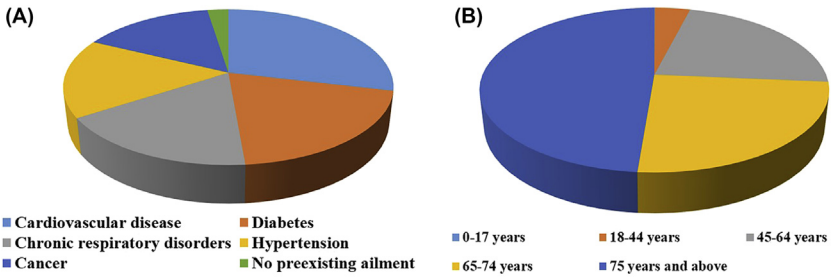 (A)
Cardiovascular disease Diabetes
Chronic respiratory disorders Hypertension
Cancer No preexisting ailment
(B)
0-17 years 18-44 years 45-64 years
65-74 years 75 years and above